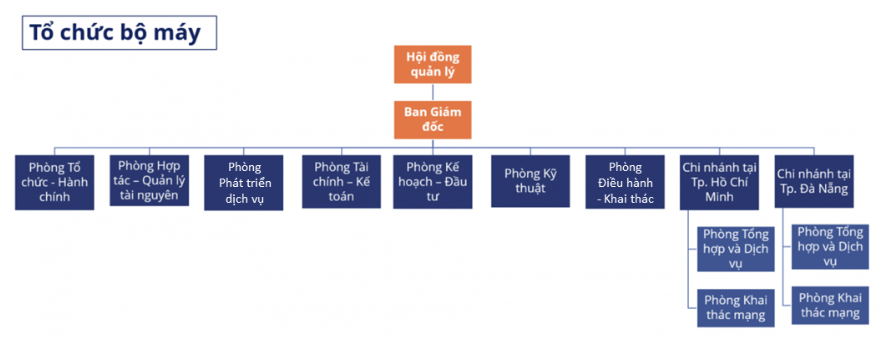 Tổ chức bộ máy
Hội đồng
quản lý
Ban Giám
đốc
Phòng Tổ
chức - Hành
chính
Phòng Hợp
tác – Quản lý
tài nguyên
Phòng
Phát triển
dịch vụ
Phòng Tài
chính – Kế
toán
Phòng Kế
hoạch – Đầu
tư
Phòng Kỹ
thuật
Phòng
Điều hành
- Khai thác
Chi nhánh tại
Tp. Hồ Chí
Minh
Chi nhánh tại
Tp. Đà Nẵng
Phòng Tổng
hợp và Dịch
vụ
Phòng Khai
thác mạng
Phòng Tổng
hợp và Dịch
vụ
Phòng Khai
thác mạng